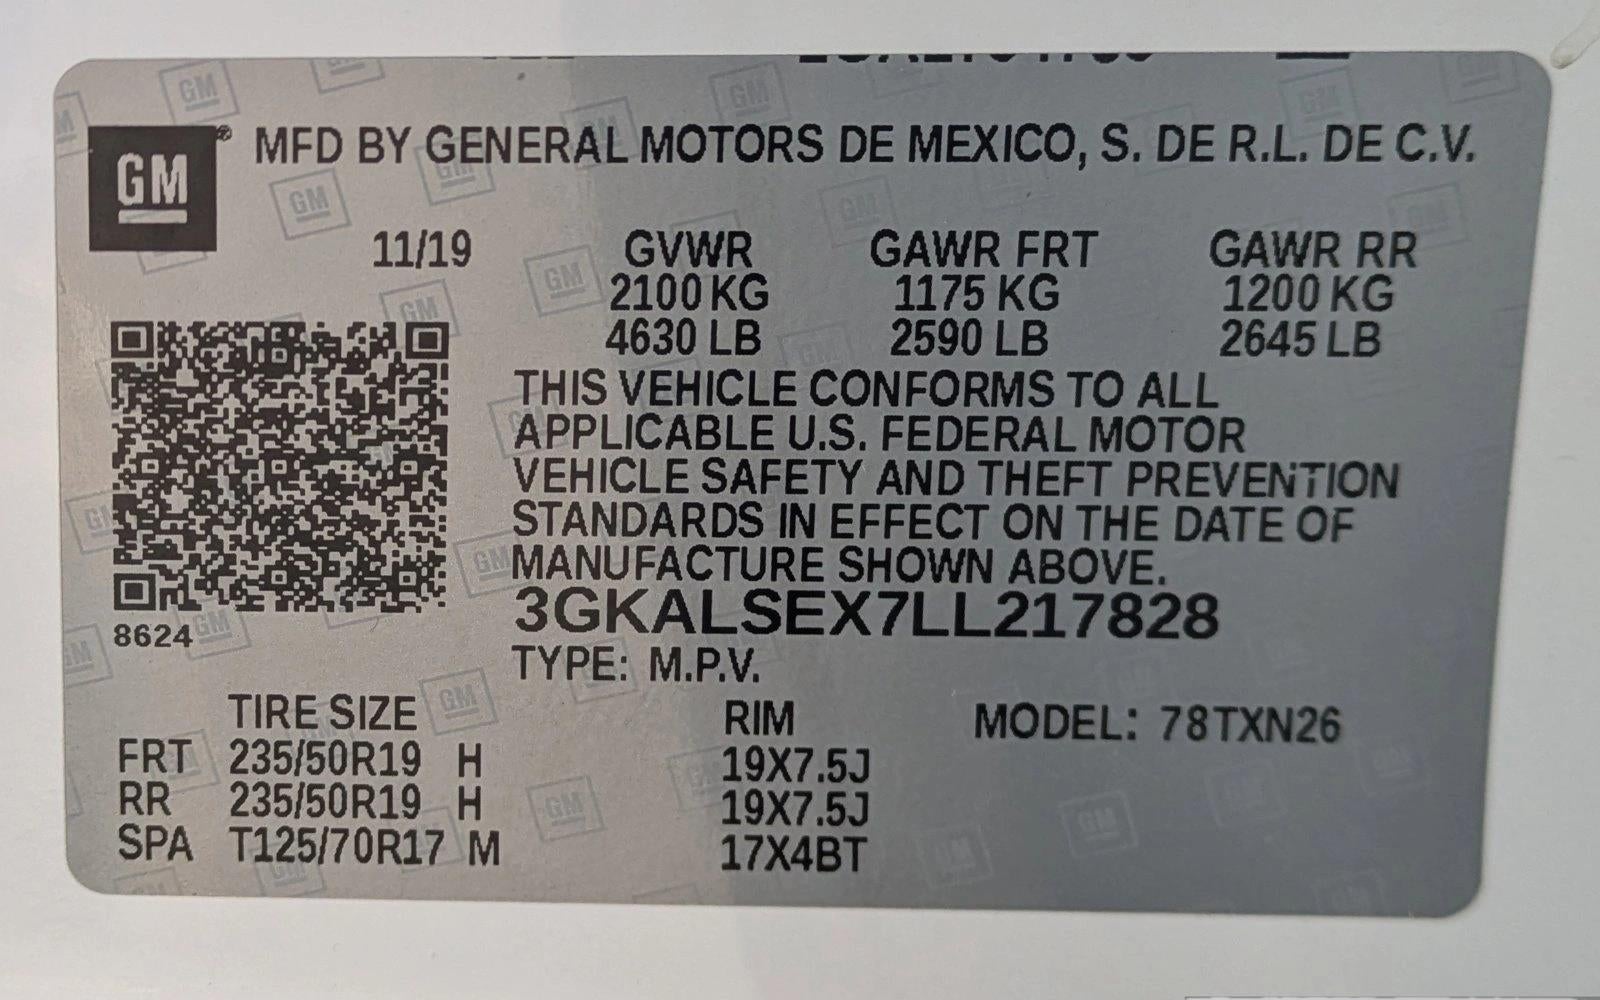 GM® MFD BY GENERAL MOTORS DE MEXICO, S. DE R.L. DE C.V.
11/19 GVWR GAWR FRT GAWR RR
2100 KG 1175 KG 1200 KG
4630 LB 2590 LB 2645 LB
THIS VEHICLE CONFORMS TO ALL
APPLICABLE U.S. FEDERAL MOTOR
VEHICLE SAFETY AND THEFT PREVENTION
STANDARDS IN EFFECT ON THE DATE OF
MANUFACTURE SHOWN ABOVE.
3GKALSEX7LL217828
8624
TYPE: M.P.V.
TIRE SIZE RIM MODEL: 78TXN26
FRT 235/50R19 H 19X7.5J
RR 235/50R19 H 19X7.5J
SPA T125/70R17 M 17X4BT